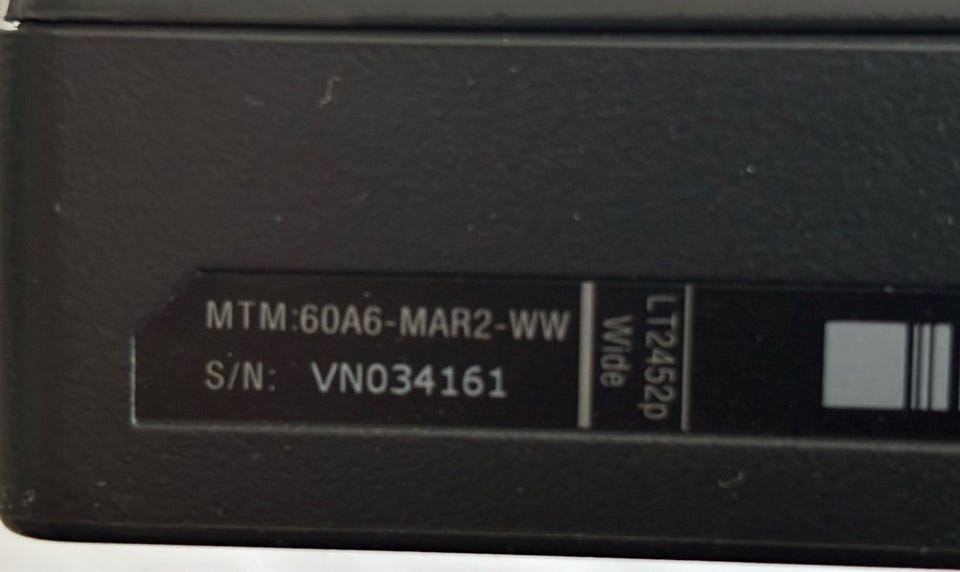 MTM:60A6-MAR2-WW
S/N: VN034161
LT2452p
Wide